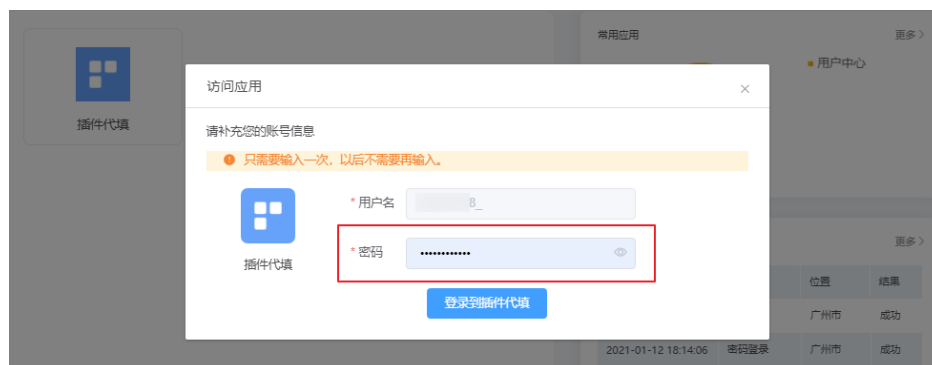 常用应用
更多
用户中心
插件代填
访问应用
请补充您的账号信息
只需要输入一次，以后不需要再输入。
* 用户名 8_
* 密码 ••••••••••••
插件代填
登录到插件代填
更多
位置 结果
广州市 成功
2021-01-12 18:14:06 密码登录 广州市 成功